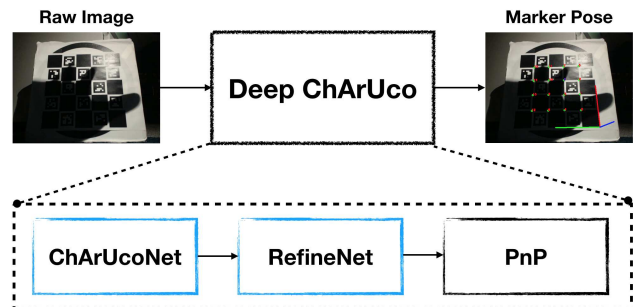 Raw Image
Marker Pose
Deep ChArUco
ChArUcoNet
RefineNet
PnP